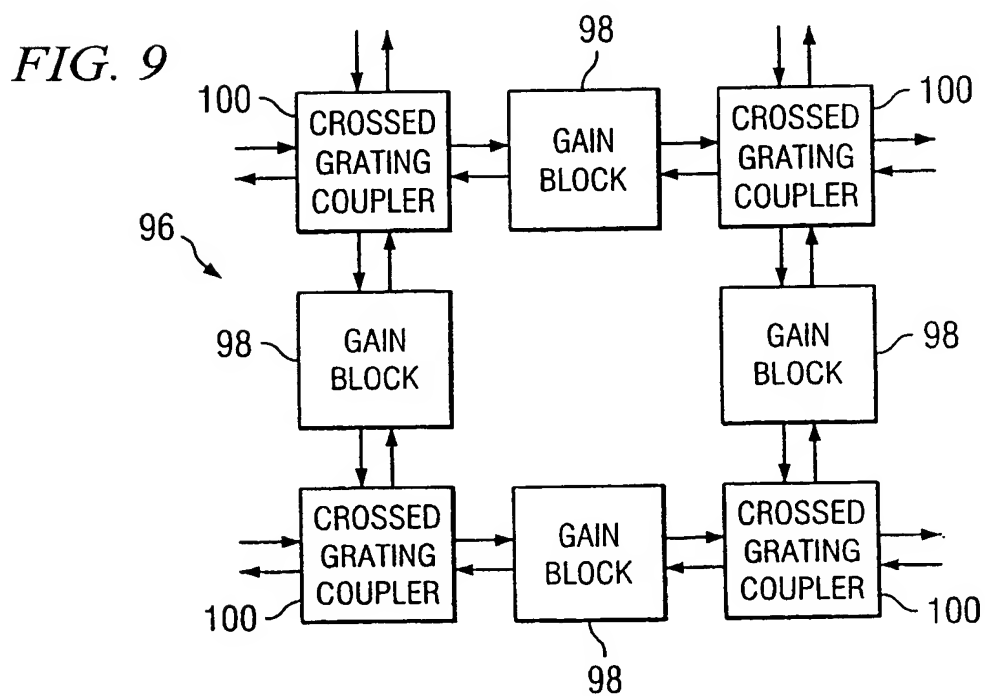 FIG. 9
98
100
CROSSED
GRATING
COUPLER
GAIN
BLOCK
CROSSED
GRATING
COUPLER
100
96
98
GAIN
BLOCK
GAIN
BLOCK
98
CROSSED
GRATING
COUPLER
100
GAIN
BLOCK
98
CROSSED
GRATING
COUPLER
100